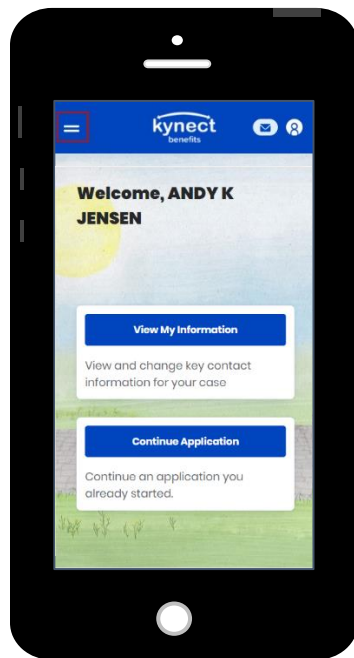 kynect
benefits
Welcome, ANDY K
JENSEN
View My Information
View and change key contact
information for your case
Continue Application
Continue an application you
already started.